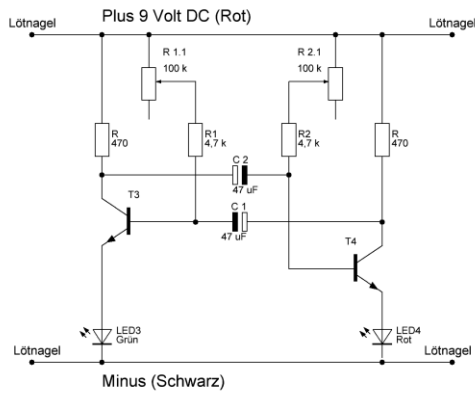 Plus 9 Volt DC (Rot)
Lötnagel
Lötnagel
R 1.1
100 k
R 2.1
100 k
R
470
R1
4,7 k
R2
4,7 k
R
470
C 2
47 uF
T3
C 1
47 uF
T4
LED3
Grün
LED4
Rot
Lötnagel
Lötnagel
Minus (Schwarz)